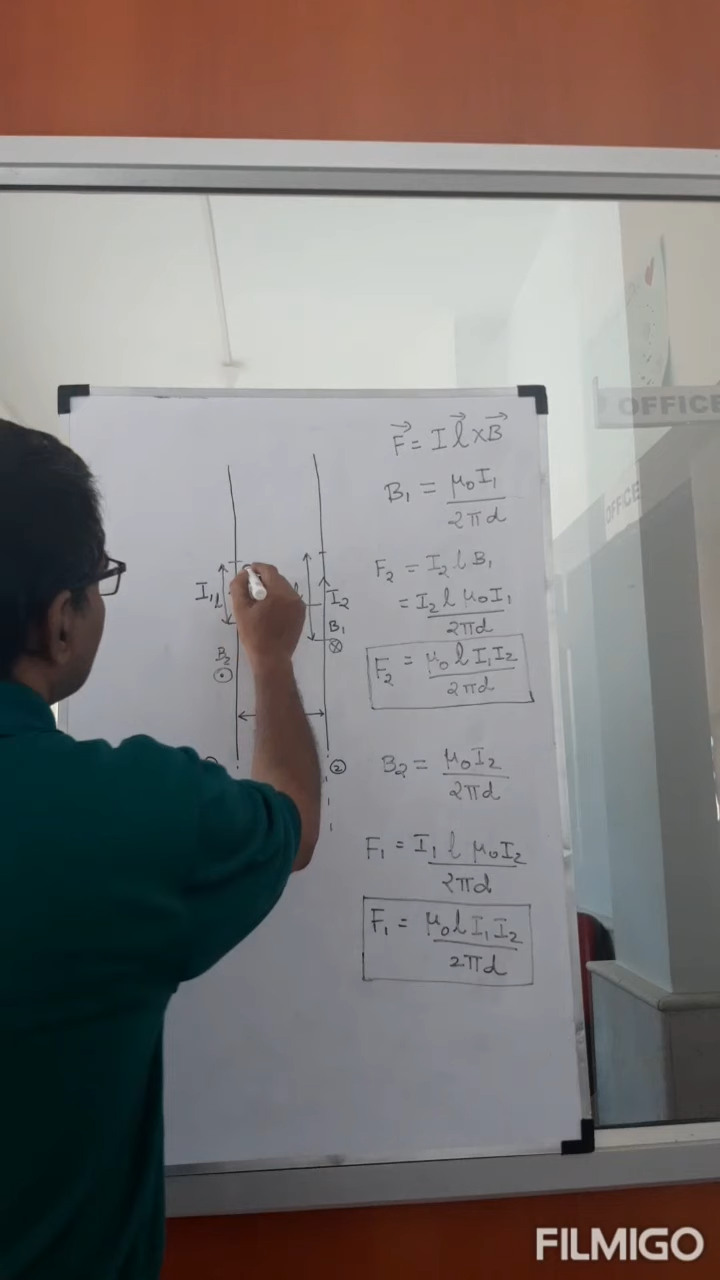 OFFICE
OFFICE
F⃗ = I l⃗ × B⃗
B₁ = μ₀I₁
2πd
F₂ = I₂ l B₁
= I₂ l μ₀I₁
2πd
F₂ = μ₀ l I₁I₂
2πd
B₂ = μ₀I₂
2πd
F₁ = I₁ l μ₀I₂
2πd
F₁ = μ₀ l I₁I₂
2πd
I₁
l
I₂
B₁
B₂
②
FILMIGO